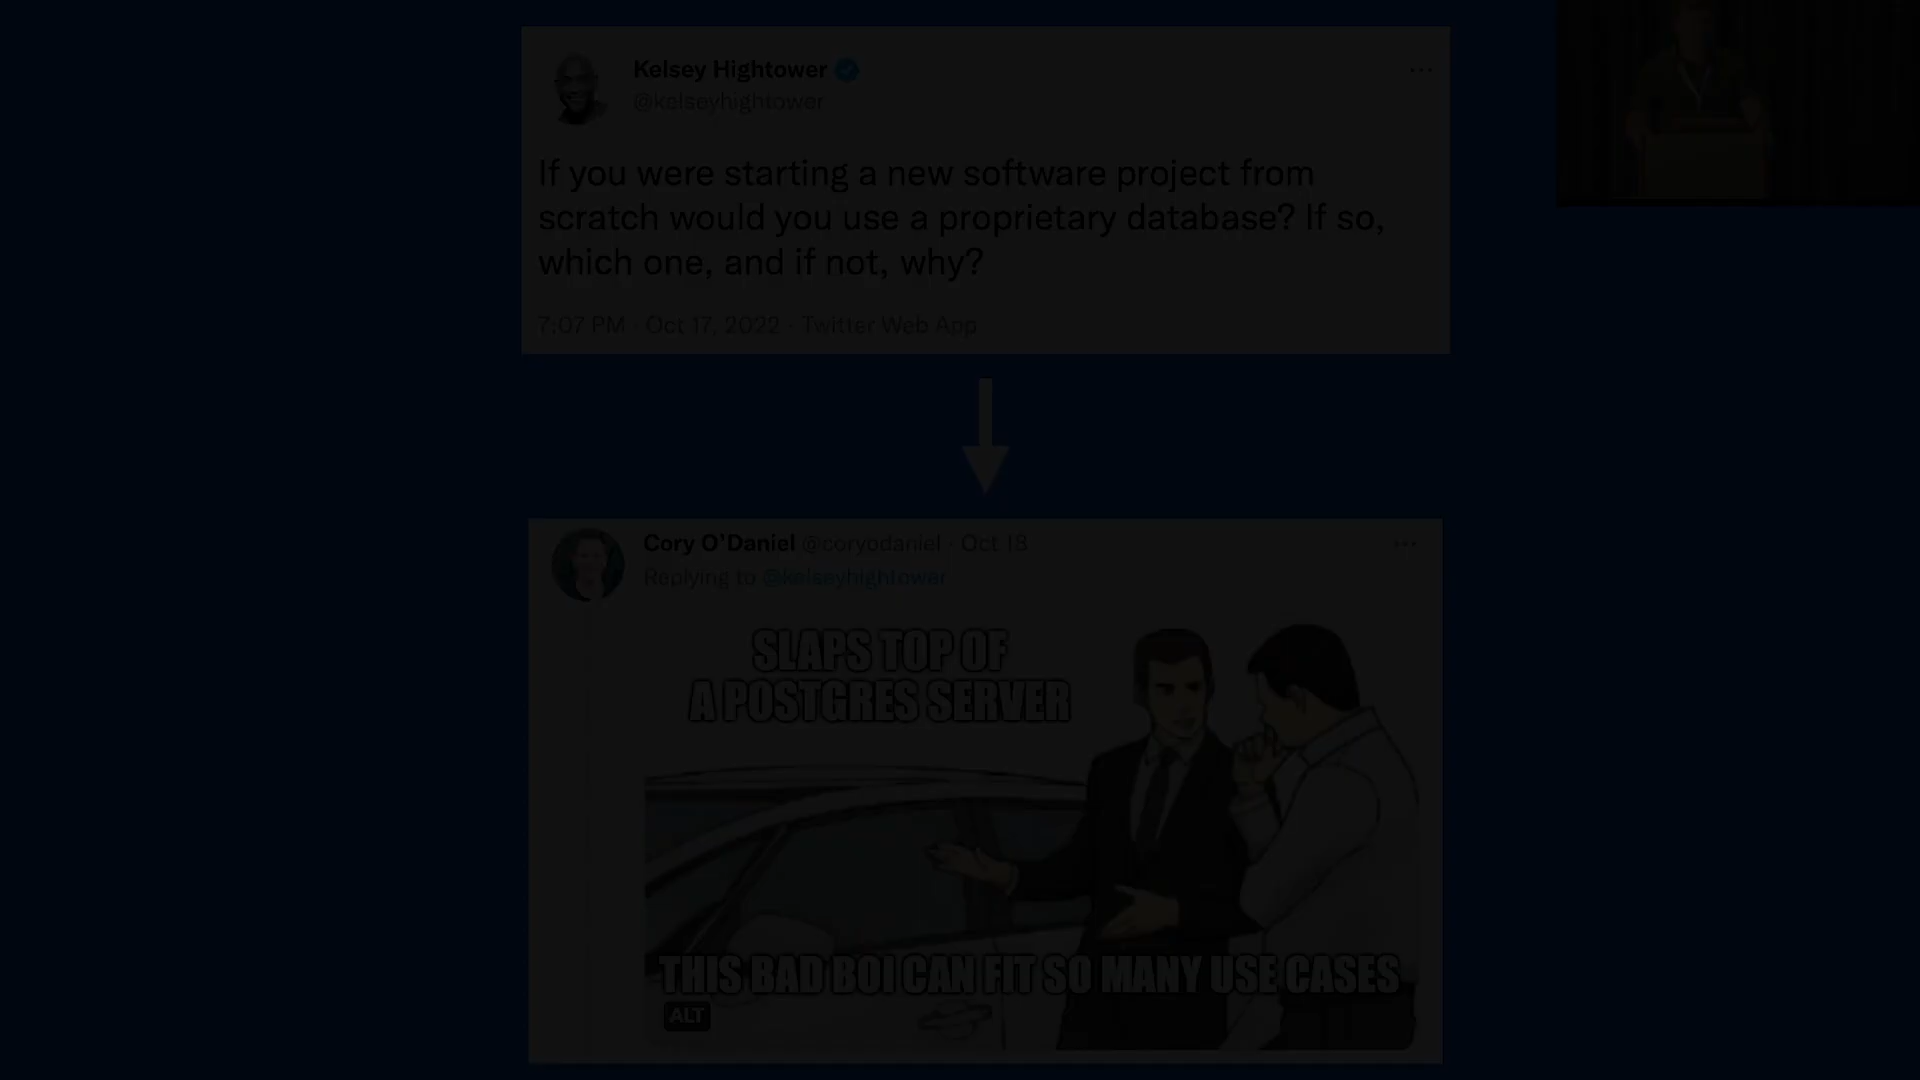 Kelsey Hightower
@kelseyhightower
If you were starting a new software project from
scratch would you use a proprietary database? If so,
which one, and if not, why?
7:07 PM · Oct 17, 2022 · Twitter Web App
Cory O'Daniel @coryodaniel · Oct 18
Replying to @kelseyhightower
SLAPS TOP OF
A POSTGRES SERVER
THIS BAD BOI CAN FIT SO MANY USE CASES
ALT